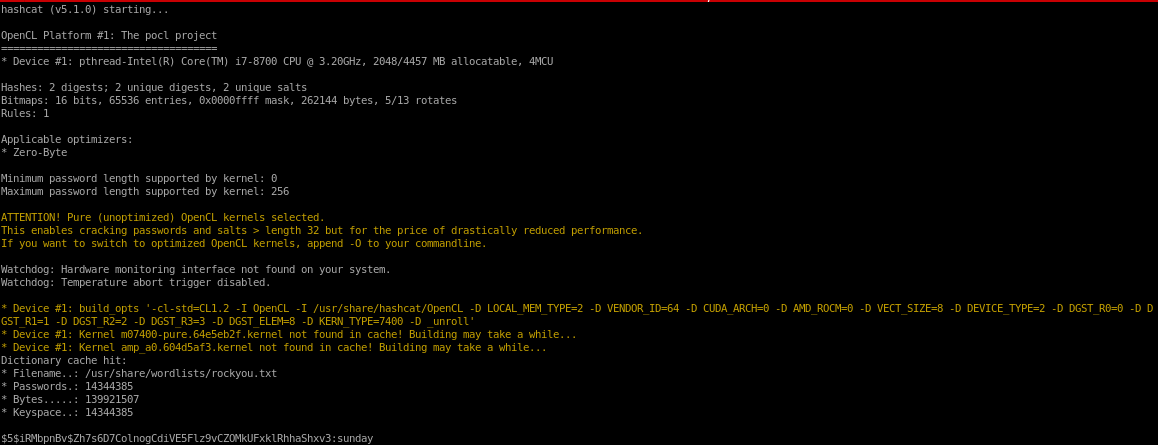 hashcat (v5.1.0) starting...
OpenCL Platform #1: The pocl project
====================================
* Device #1: pthread-Intel(R) Core(TM) i7-8700 CPU @ 3.20GHz, 2048/4457 MB allocatable, 4MCU
Hashes: 2 digests; 2 unique digests, 2 unique salts
Bitmaps: 16 bits, 65536 entries, 0x0000ffff mask, 262144 bytes, 5/13 rotates
Rules: 1
Applicable optimizers:
* Zero-Byte
Minimum password length supported by kernel: 0
Maximum password length supported by kernel: 256
ATTENTION! Pure (unoptimized) OpenCL kernels selected.
This enables cracking passwords and salts > length 32 but for the price of drastically reduced performance.
If you want to switch to optimized OpenCL kernels, append -O to your commandline.
Watchdog: Hardware monitoring interface not found on your system.
Watchdog: Temperature abort trigger disabled.
* Device #1: build_opts '-cl-std=CL1.2 -I OpenCL -I /usr/share/hashcat/OpenCL -D LOCAL_MEM_TYPE=2 -D VENDOR_ID=64 -D CUDA_ARCH=0 -D AMD_ROCM=0 -D VECT_SIZE=8 -D DEVICE_TYPE=2 -D DGST_R0=0 -D D
GST_R1=1 -D DGST_R2=2 -D DGST_R3=3 -D DGST_ELEM=8 -D KERN_TYPE=7400 -D _unroll'
* Device #1: Kernel m07400-pure.64e5eb2f.kernel not found in cache! Building may take a while...
* Device #1: Kernel amp_a0.604d5af3.kernel not found in cache! Building may take a while...
Dictionary cache hit:
* Filename..: /usr/share/wordlists/rockyou.txt
* Passwords.: 14344385
* Bytes.....: 139921507
* Keyspace..: 14344385
$5$iRMbpnBv$Zh7s6D7ColnogCdiVE5Flz9vCZOMkUFxklRhhaShxv3:sunday